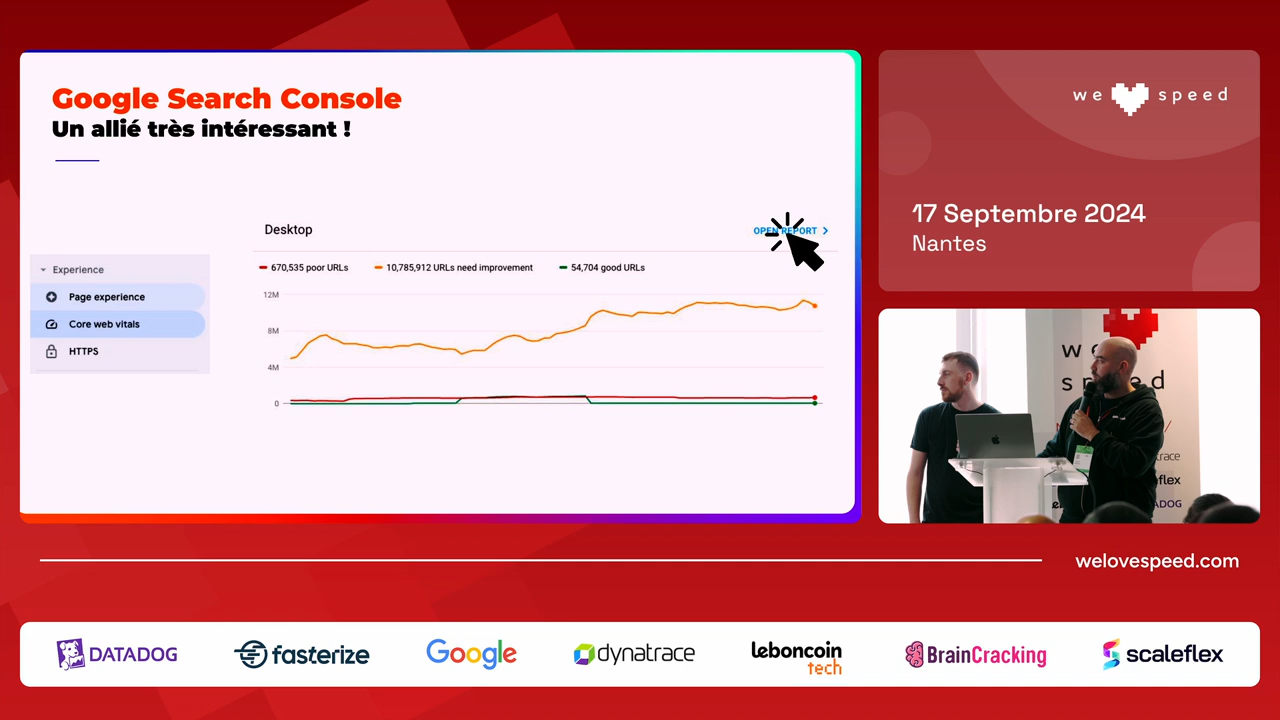 Google Search Console
Un allié très intéressant !
Experience
Page experience
Core web vitals
HTTPS
Desktop
OPEN REPORT
670,535 poor URLs
10,785,912 URLs need improvement
54,704 good URLs
12M
8M
4M
0
we speed
17 Septembre 2024
Nantes
welovespeed.com
DATADOG
fasterize
Google
dynatrace
leboncoin
tech
BrainCracking
scaleflex